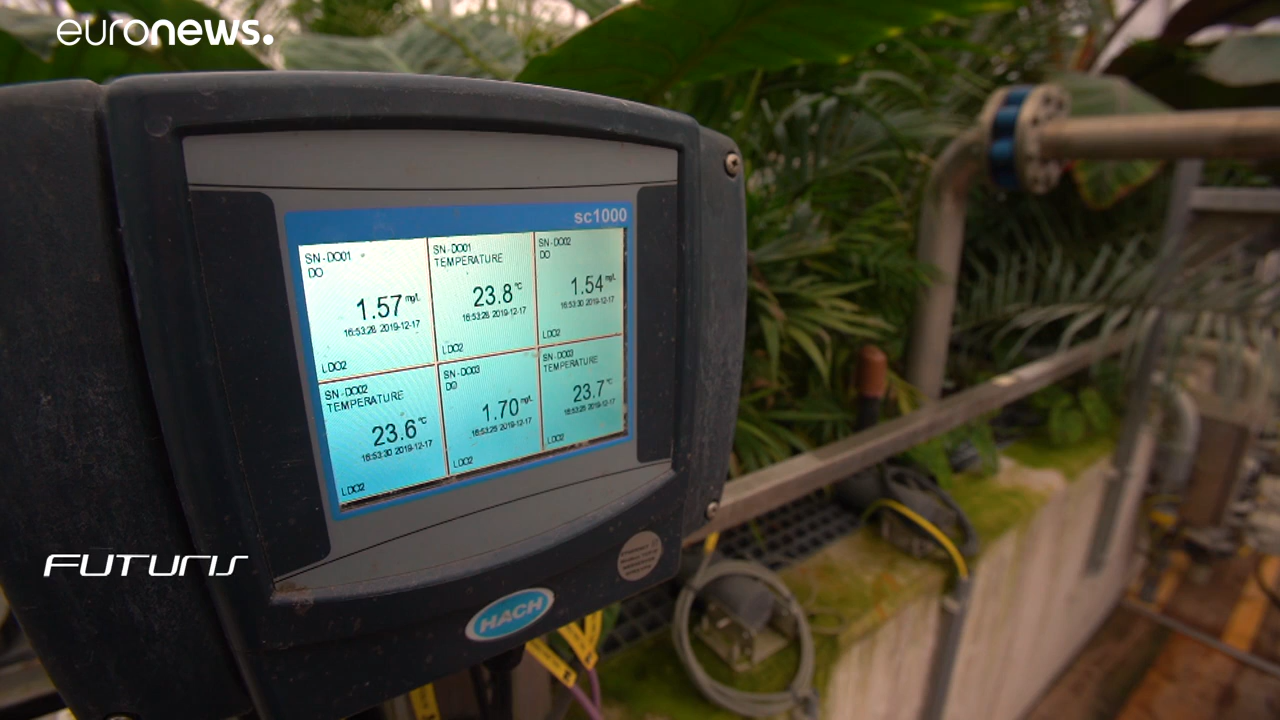 euronews.
sc1000
SN-DO01
DO
1.57 mg/L
16:53:28 2019-12-17
LDO2
SN-DO01
TEMPERATURE
23.8 °C
16:53:28 2019-12-17
LDO2
SN-DO02
DO
1.54 mg/L
16:53:30 2019-12-17
LDO2
SN-DO02
TEMPERATURE
23.6 °C
16:53:30 2019-12-17
LDO2
SN-DO03
DO
1.70 mg/L
16:53:25 2019-12-17
LDO2
SN-DO03
TEMPERATURE
23.7 °C
16:53:25 2019-12-17
LDO2
FUTURIS
HACH